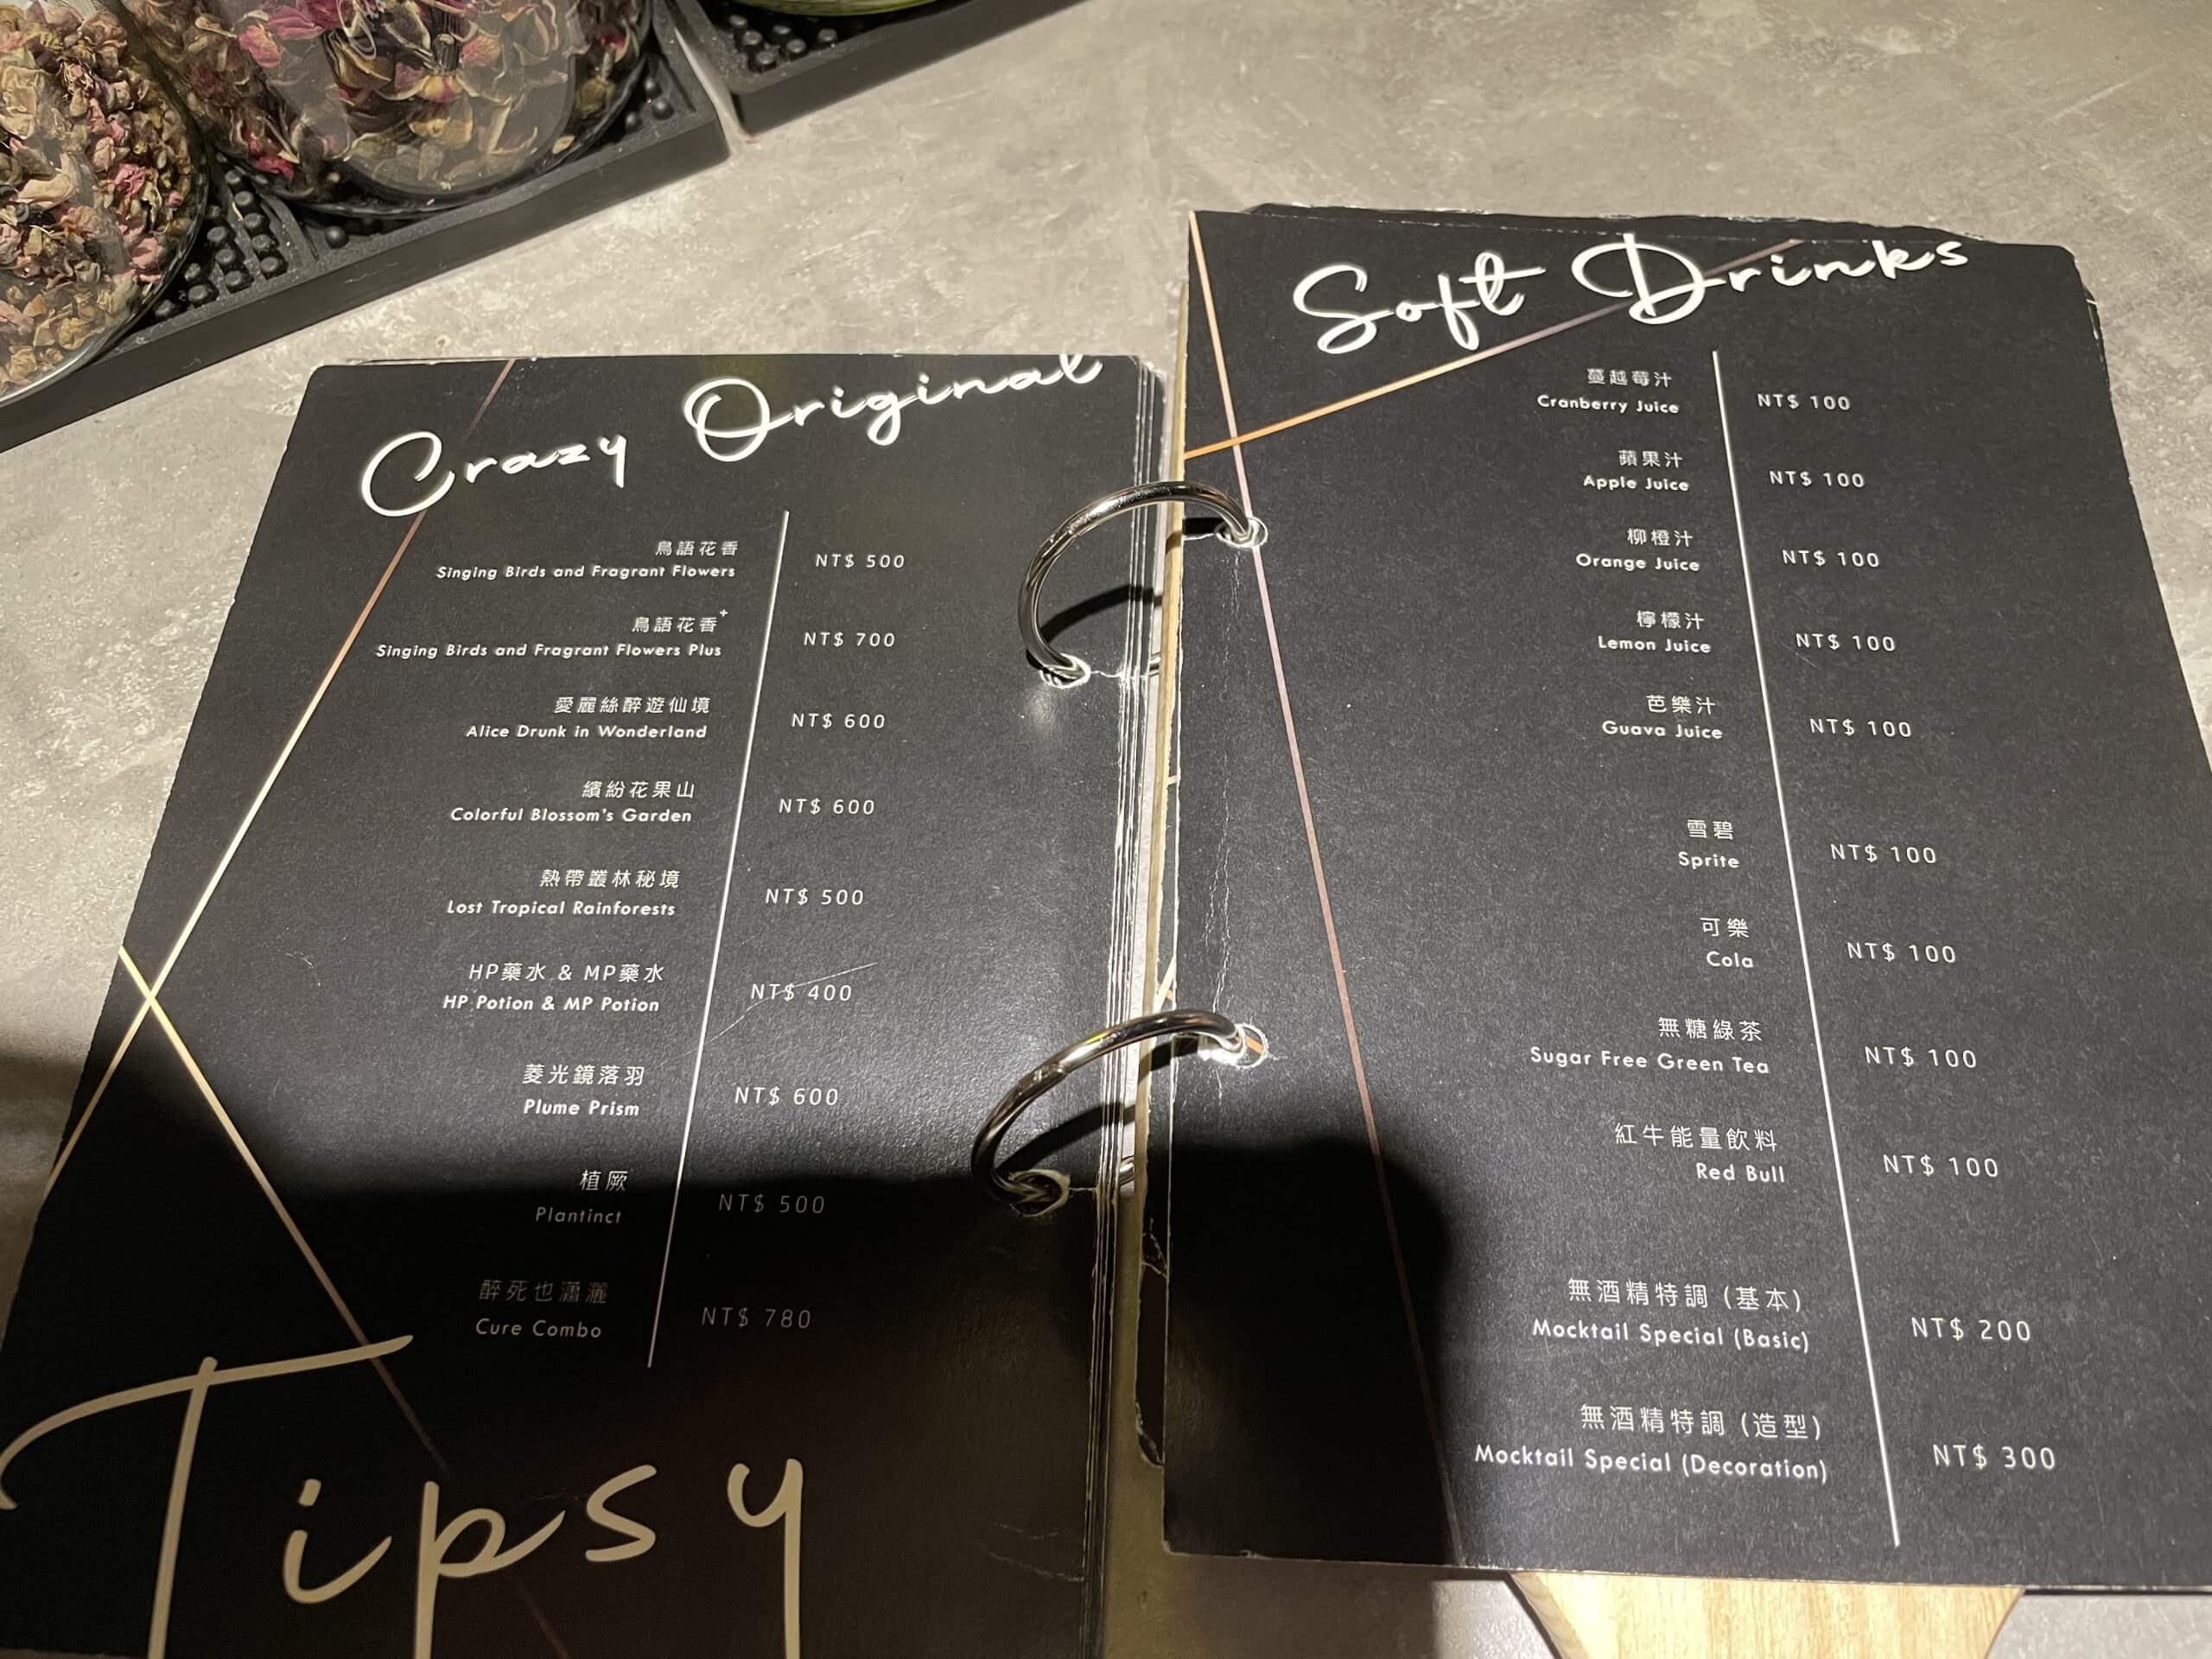 Crazy Original
鳥語花香
Singing Birds and Fragrant Flowers
NT$ 500
鳥語花香+
Singing Birds and Fragrant Flowers Plus
NT$ 700
愛麗絲醉遊仙境
Alice Drunk in Wonderland
NT$ 600
繽紛花果山
Colorful Blossom's Garden
NT$ 600
熱帶叢林秘境
Lost Tropical Rainforests
NT$ 500
HP藥水 & MP藥水
HP Potion & MP Potion
NT$ 400
菱光鏡落羽
Plume Prism
NT$ 600
植厥
Plantinct
NT$ 500
醉死也瀟灑
Cure Combo
NT$ 780
Tipsy
Soft Drinks
蔓越莓汁
Cranberry Juice
NT$ 100
蘋果汁
Apple Juice
NT$ 100
柳橙汁
Orange Juice
NT$ 100
檸檬汁
Lemon Juice
NT$ 100
芭樂汁
Guava Juice
NT$ 100
雪碧
Sprite
NT$ 100
可樂
Cola
NT$ 100
無糖綠茶
Sugar Free Green Tea
NT$ 100
紅牛能量飲料
Red Bull
NT$ 100
無酒精特調 (基本)
Mocktail Special (Basic)
NT$ 200
無酒精特調 (造型)
Mocktail Special (Decoration)
NT$ 300